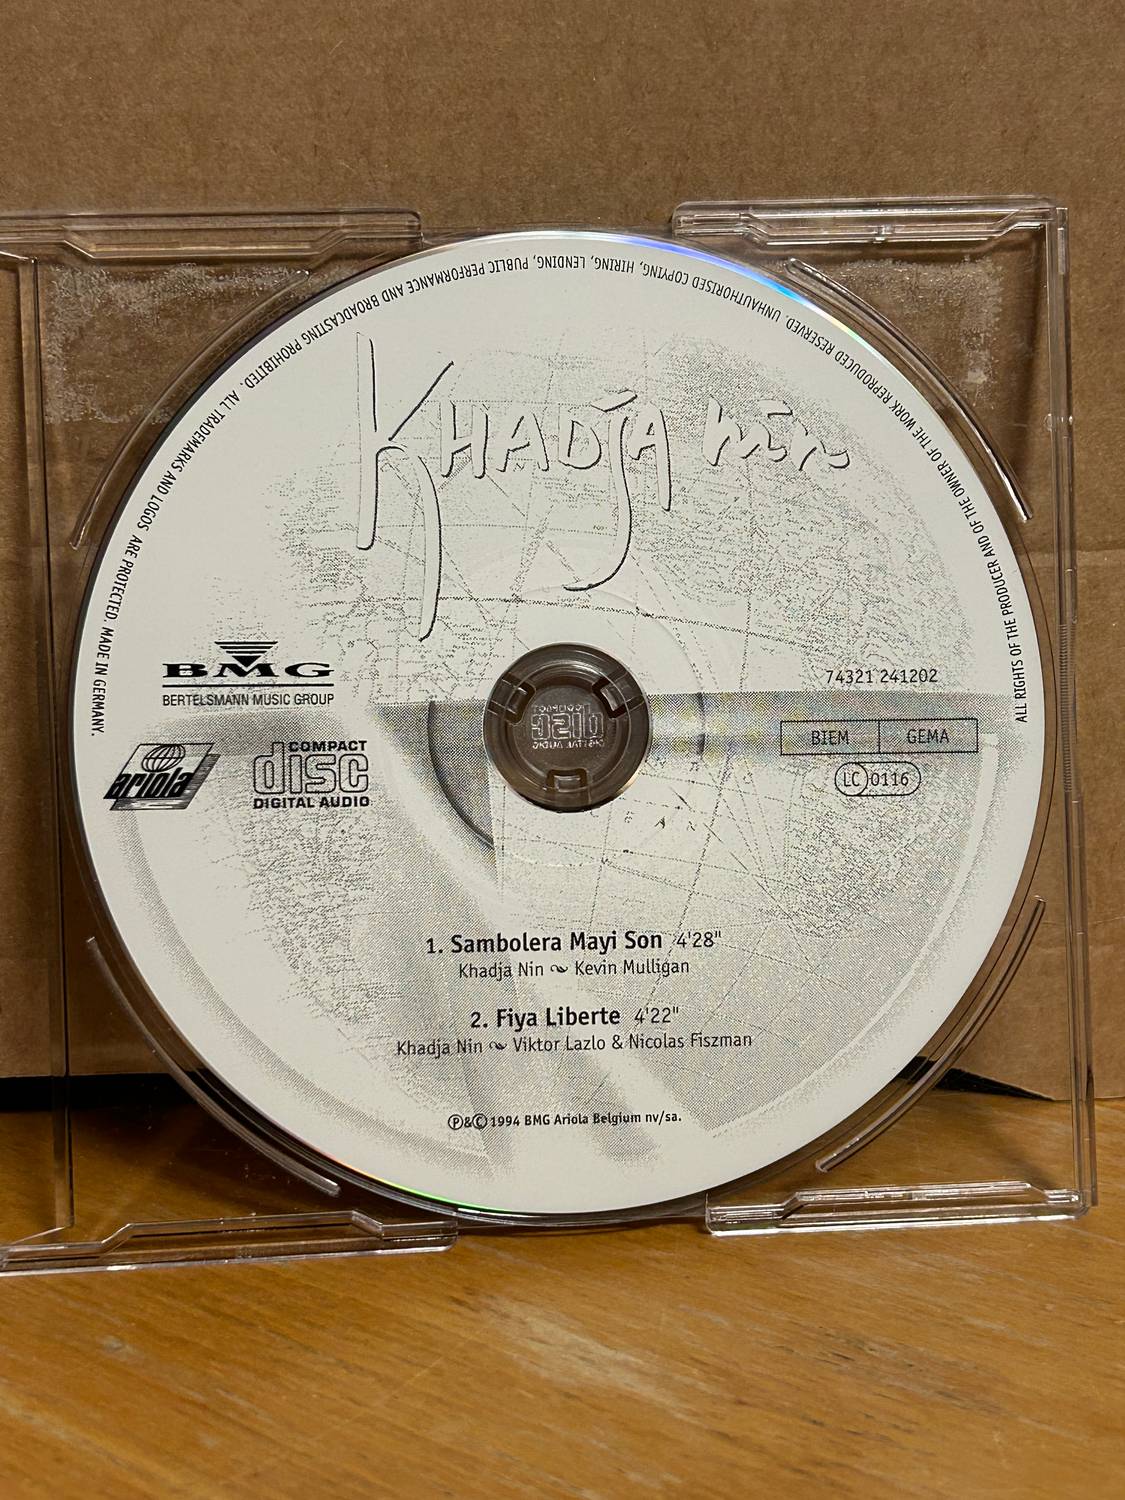 KHADJA nin
ALL RIGHTS OF THE PRODUCER AND OF THE OWNER OF THE WORK REPRODUCED RESERVED. UNAUTHORISED COPYING, HIRING, LENDING, PUBLIC PERFORMANCE AND BROADCASTING PROHIBITED. ALL TRADEMARKS AND LOGOS ARE PROTECTED. MADE IN GERMANY.
BMG
BERTELSMANN MUSIC GROUP
ariola
COMPACT
disc
DIGITAL AUDIO
74321 241202
BIEM GEMA
LC 0116
1. Sambolera Mayi Son 4'28"
Khadja Nin ~ Kevin Mulligan
2. Fiya Liberte 4'22"
Khadja Nin ~ Viktor Lazlo & Nicolas Fiszman
℗&© 1994 BMG Ariola Belgium nv/sa.